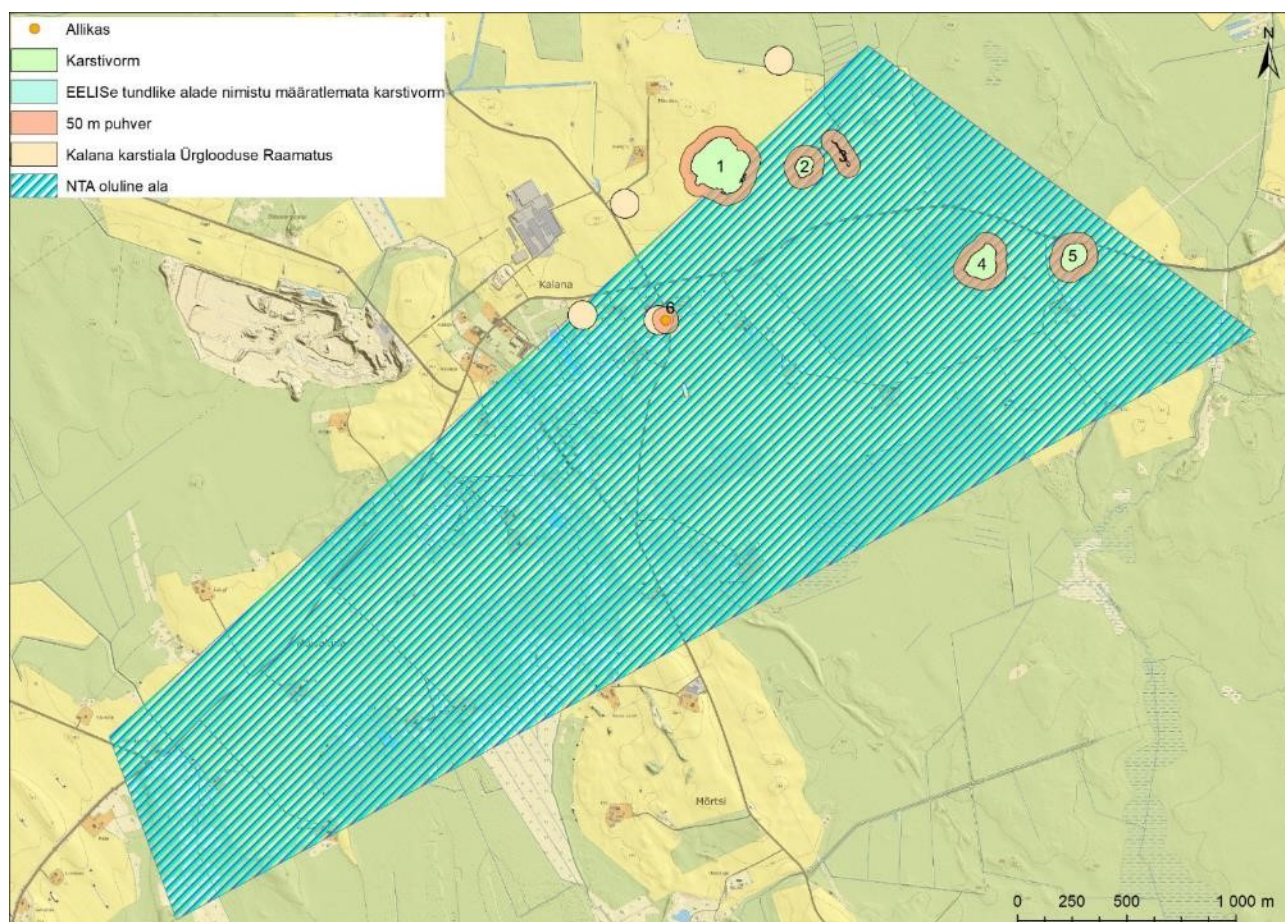 Allikas
Karstivorm
EELISe tundlike alade nimistu määratlemata karstivorm
50 m puhver
Kalana karstiala Ürglooduse Raamatus
NTA oluline ala
N
1
2
3
4
5
6
Kalana
Mõrtsi
0 250 500 1 000 m